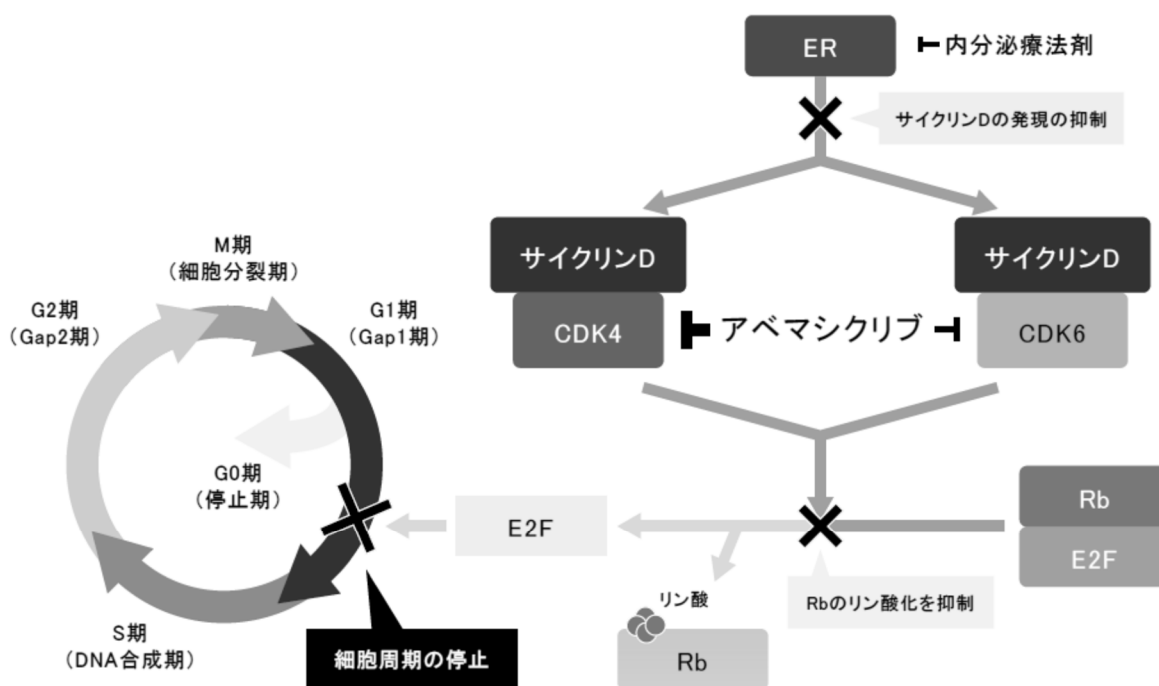 ER
内分泌療法剤
サイクリンDの発現の抑制
サイクリンD
サイクリンD
CDK4
アベマシクリブ
CDK6
M期
(細胞分裂期)
G2期
(Gap2期)
G1期
(Gap1期)
G0期
(停止期)
S期
(DNA合成期)
細胞周期の停止
E2F
Rb
E2F
Rbのリン酸化を抑制
リン酸
Rb